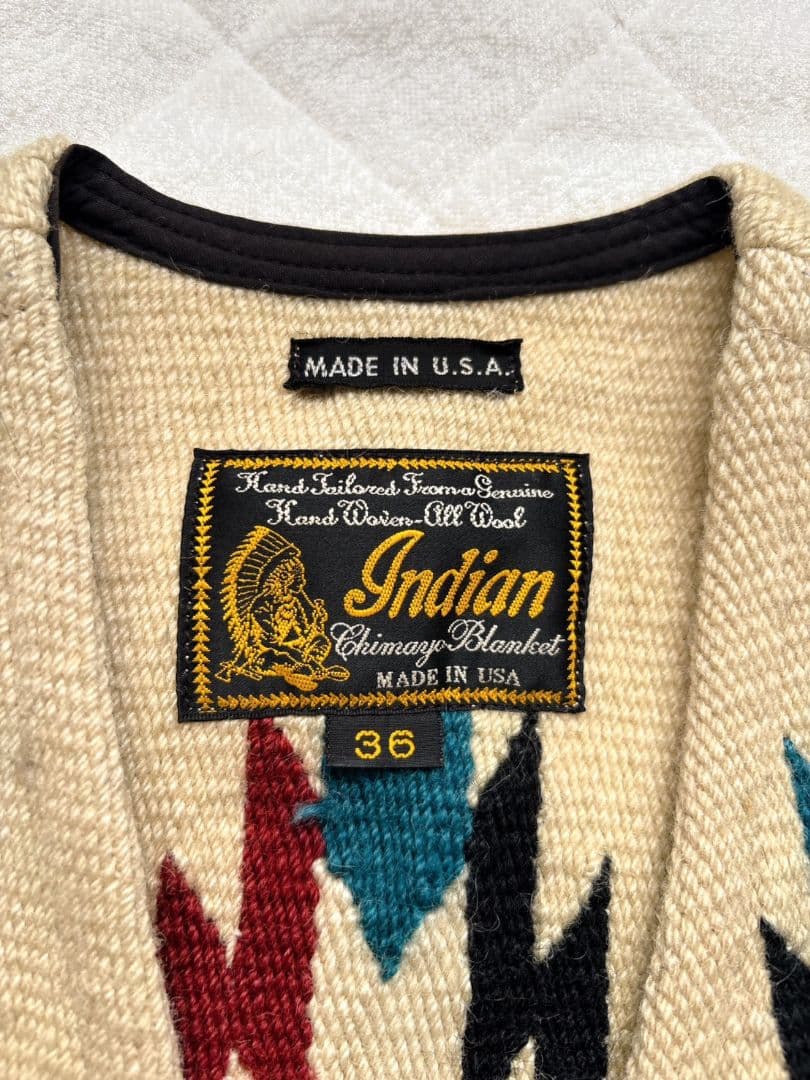 MADE IN U.S.A.
Hand Tailored From a Genuine
Hand Woven-All Wool
Indian
Chimayo-Blanket
MADE IN USA
36